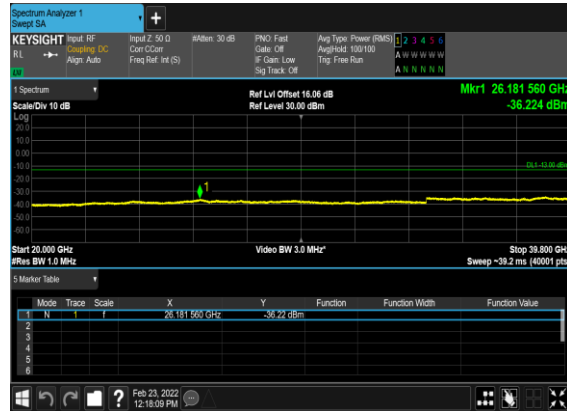 Spectrum Analyzer 1
Swept SA
+
KEYSIGHT
RL
Input: RF
Coupling: DC
Align: Auto
Input Z: 50 Ω
Corr CCorr
Freq Ref: Int (S)
#Atten: 30 dB
PNO: Fast
Gate: Off
IF Gain: Low
Sig Track: Off
Avg Type: Power (RMS)
Avg|Hold: 100/100
Trig: Free Run
1 2 3 4 5 6
A W W W W W
A N N N N N
1 Spectrum
Scale/Div 10 dB
Ref Lvl Offset 16.06 dB
Ref Level 30.00 dBm
Mkr1 26.181 560 GHz
-36.224 dBm
Log
20.0
10.0
0.00
-10.0
-20.0
-30.0
-40.0
-50.0
-60.0
DL1 -13.00 dBm
1
Start 20.000 GHz
#Res BW 1.0 MHz
Video BW 3.0 MHz*
Stop 39.800 GHz
Sweep ~39.2 ms (40001 pts)
5 Marker Table
Mode Trace Scale X Y Function Function Width Function Value
1 N 1 f 26.181 560 GHz -36.22 dBm
2
3
4
5
6
?
Feb 23, 2022
12:18:09 PM